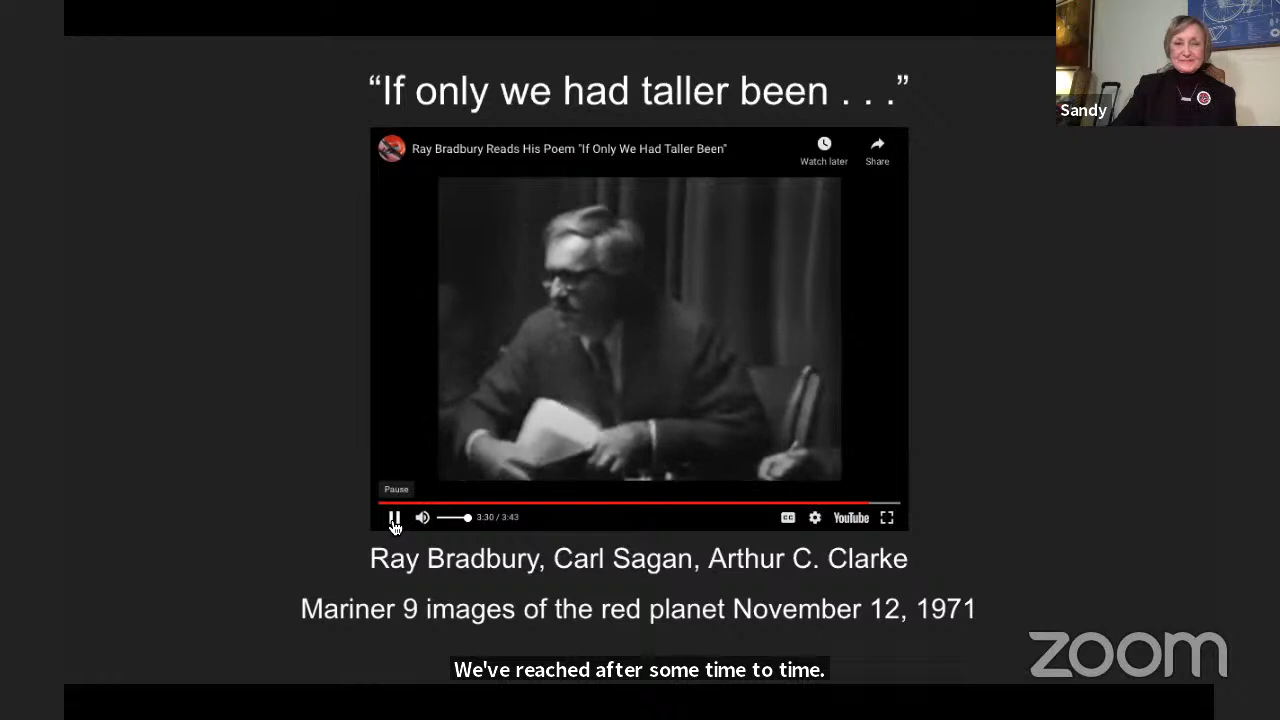 “If only we had taller been . . .”
Sandy
Ray Bradbury Reads His Poem "If Only We Had Taller Been"
Watch later
Share
Pause
3:30 / 3:43
CC
YouTube
Ray Bradbury, Carl Sagan, Arthur C. Clarke
Mariner 9 images of the red planet November 12, 1971
zoom
We've reached after some time to time.